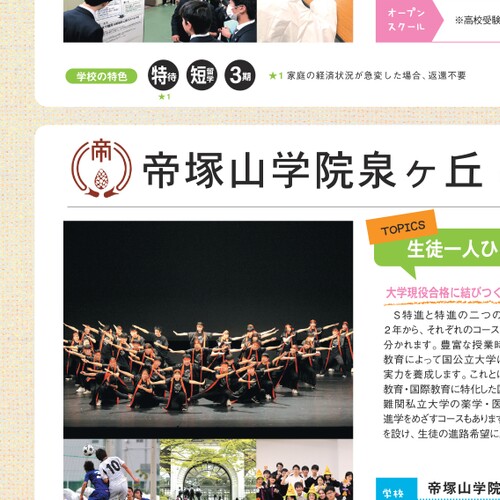 オープン
スクール
※高校受験
学校の特色
特待
短留学
3期
★1 家庭の経済状況が急変した場合、返還不要
★1
帝
帝塚山学院泉ヶ丘
TOPICS
生徒一人ひ
大学現役合格に結びつく
S特進と特進の二つの
2年から、それぞれのコース
分かれます。豊富な授業時
教育によって国公立大学に
実力を養成します。これと
教育・国際教育に特化した
難関私立大学の薬学・医
進学をめざすコースもあります
を設け、生徒の進路希望に
10
学校
帝塚山学院